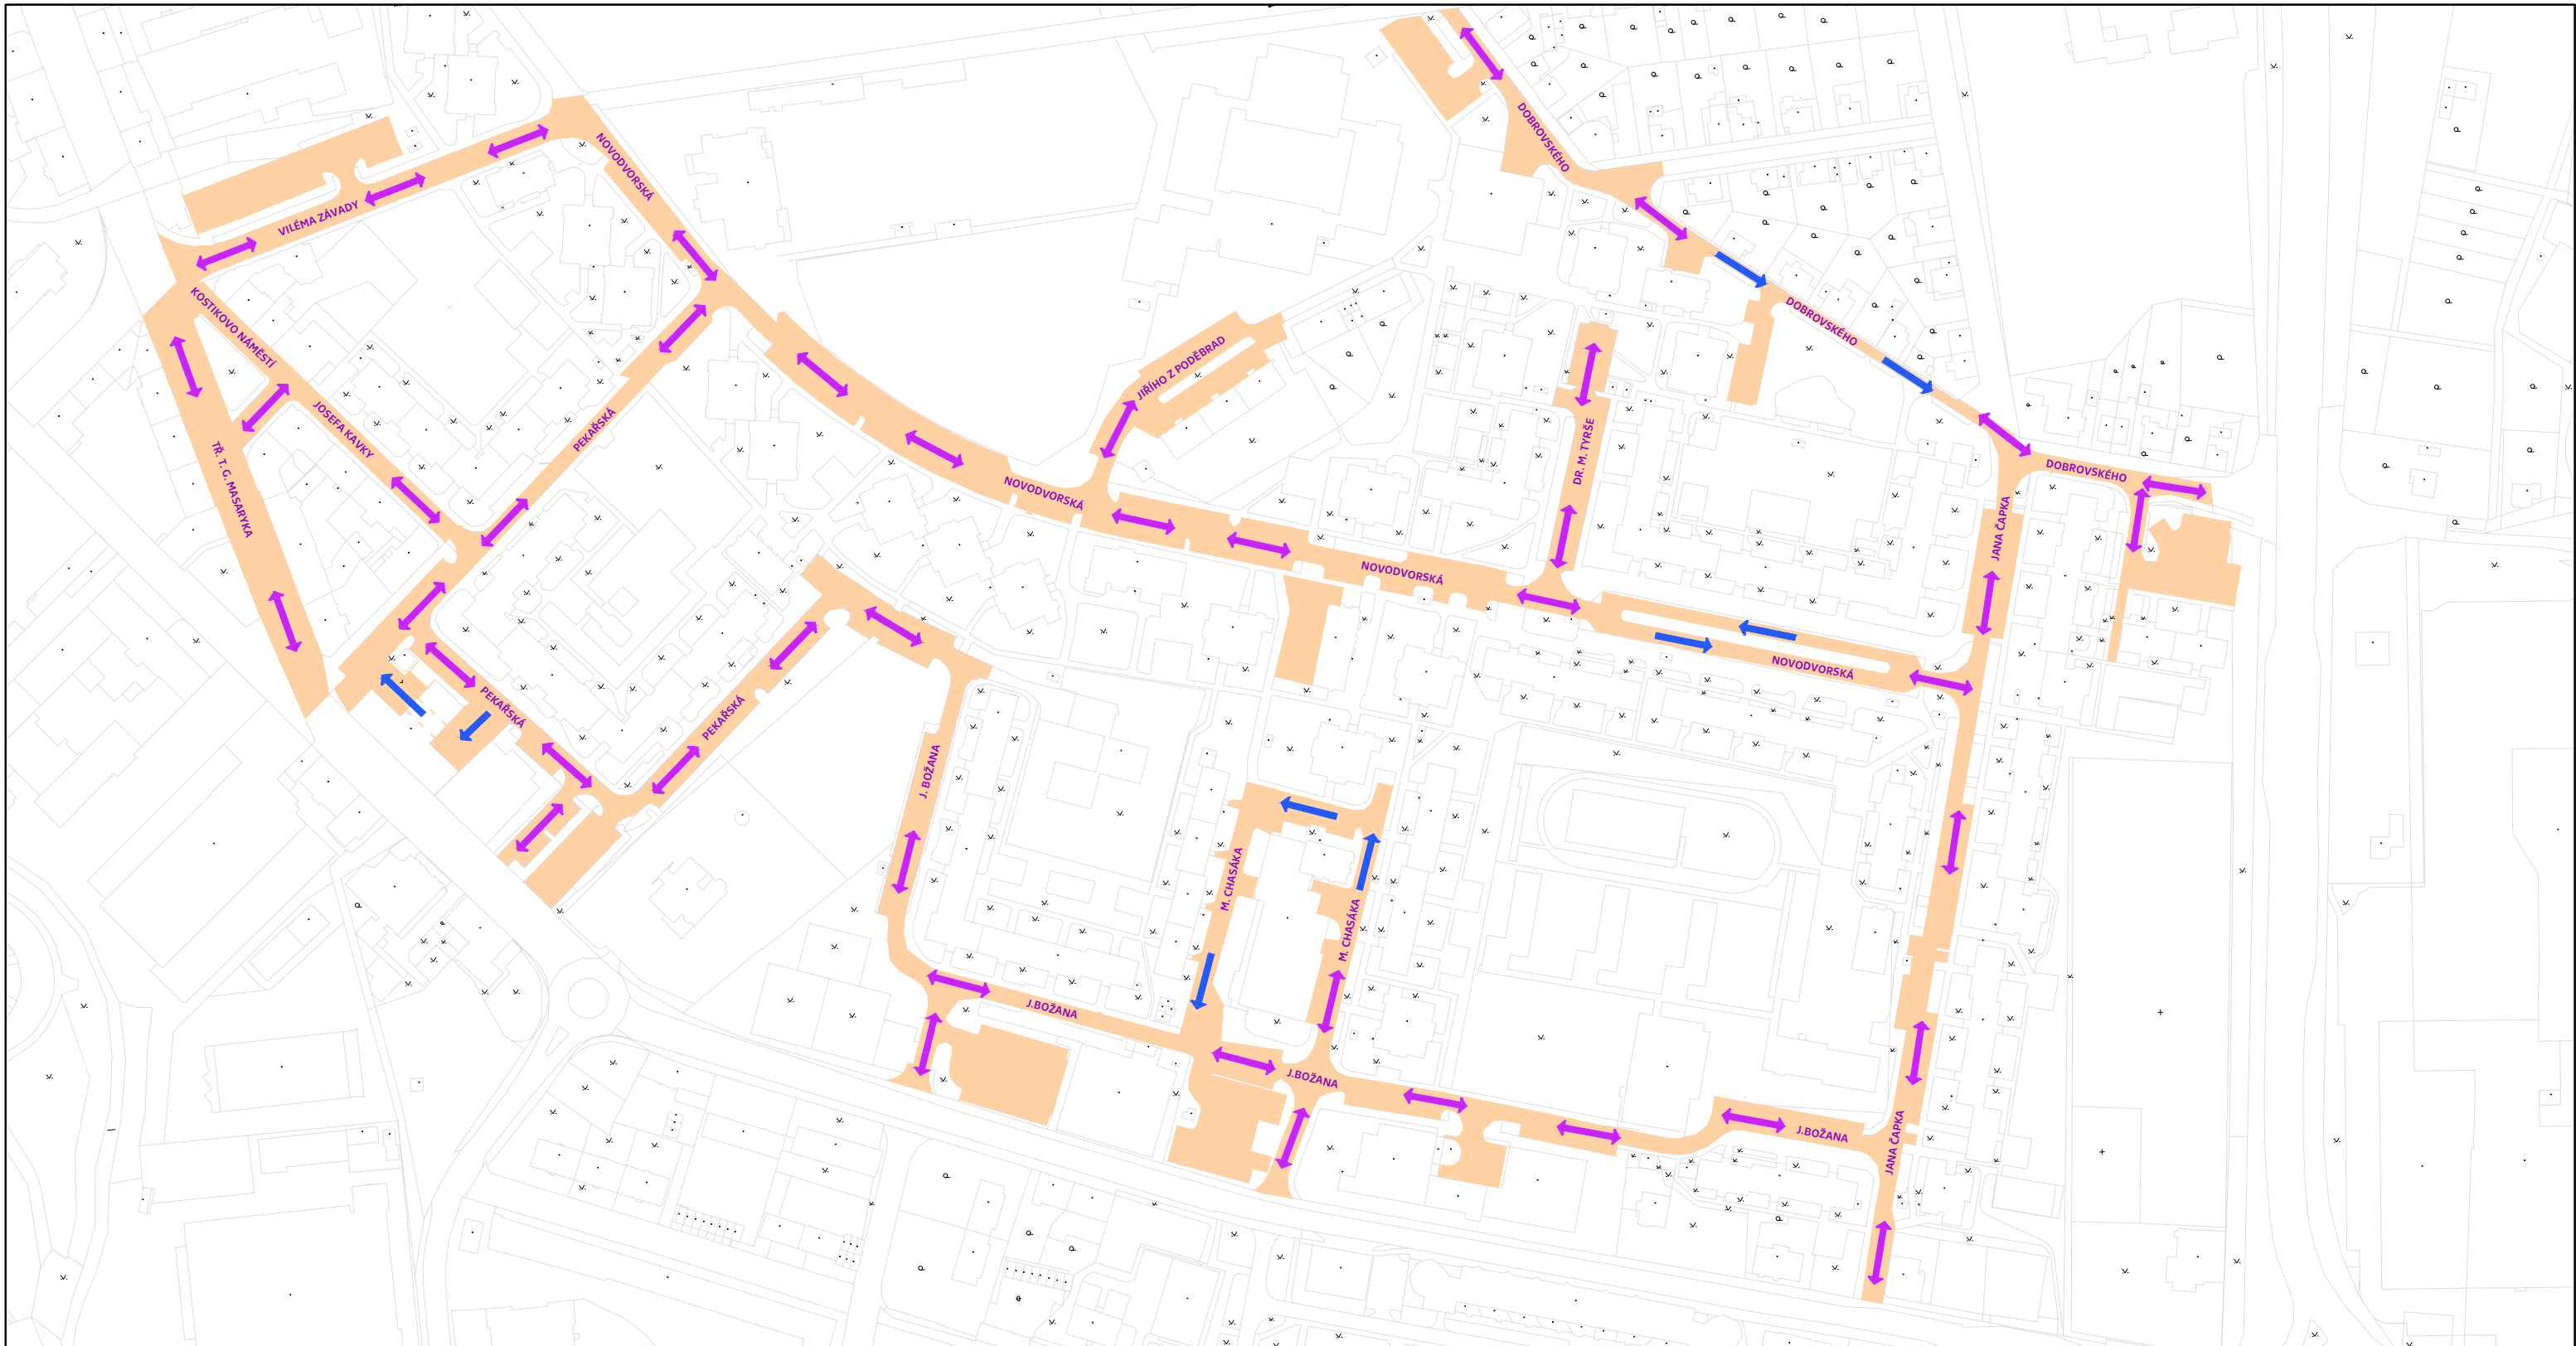 DOBROVSKÉHO
NOVODVORSKÁ
VILÉMA ZÁVADY
KOSTIKOVO NÁMĚSTÍ
DOBROVSKÉHO
JIŘÍHO Z PODĚBRAD
JOSEFA KAVKY
PEKAŘSKÁ
DR. M. TYRŠE
DOBROVSKÉHO
TŘ. T. G. MASARYKA
NOVODVORSKÁ
JANA ČAPKA
NOVODVORSKÁ
NOVODVORSKÁ
PEKAŘSKÁ
PEKAŘSKÁ
J. BOŽANA
M. CHASÁKA
M. CHASÁKA
J.BOŽANA
J.BOŽANA
J.BOŽANA
JANA ČAPKA